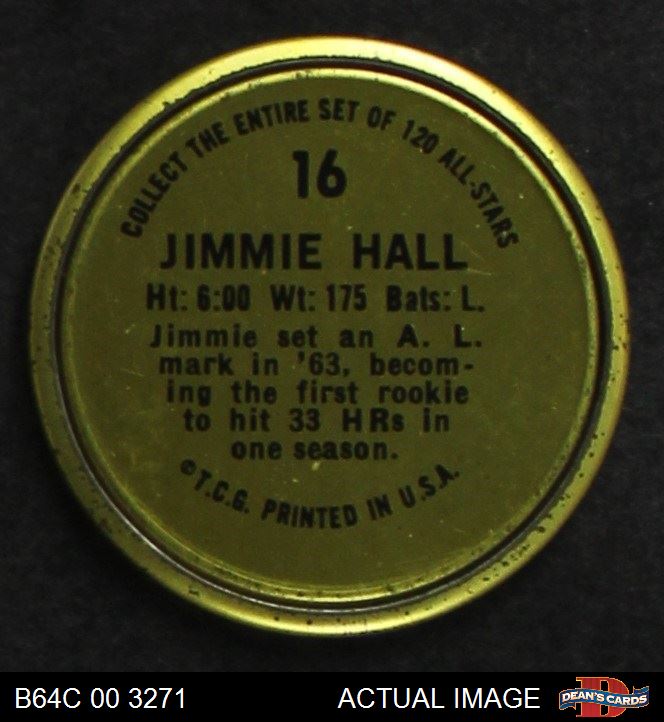 COLLECT THE ENTIRE SET OF 120 ALL-STARS
16
JIMMIE HALL
Ht: 6:00 Wt: 175 Bats: L.
Jimmie set an A. L.
mark in '63, becom-
ing the first rookie
to hit 33 HRs in
one season.
©T.C.G. PRINTED IN U.S.A.
B64C 00 3271 ACTUAL IMAGE D DEAN'S CARDS